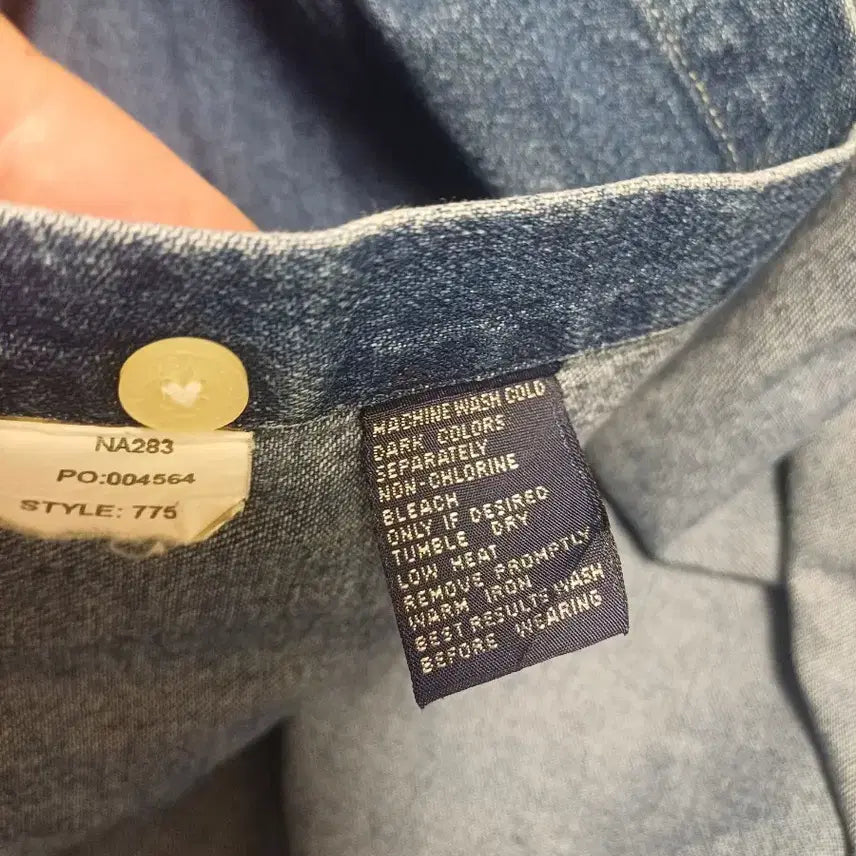 NA283
PO:004564
STYLE: 775
MACHINE WASH COLD
DARK COLORS
SEPARATELY
NON-CHLORINE
BLEACH
ONLY IF DESIRED
TUMBLE DRY
LOW HEAT
REMOVE PROMPTLY
WARM IRON
BEST RESULTS WASH
BEFORE WEARING